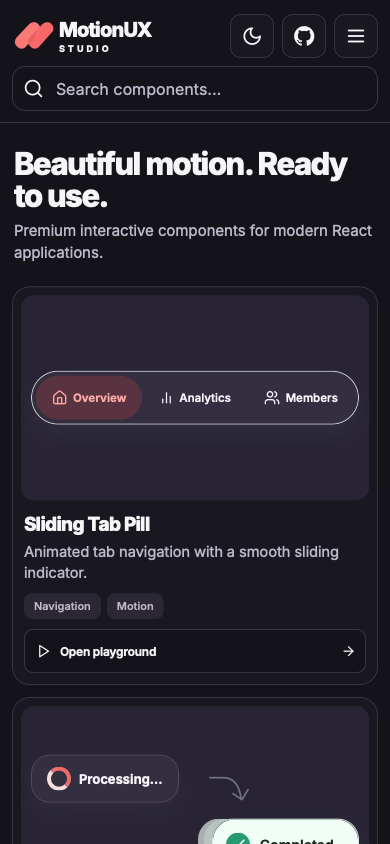 MotionUX
STUDIO
Search components...
Beautiful motion. Ready
to use.
Premium interactive components for modern React
applications.
Overview
Analytics
Members
Sliding Tab Pill
Animated tab navigation with a smooth sliding
indicator.
Navigation
Motion
Open playground
Processing...
Completed